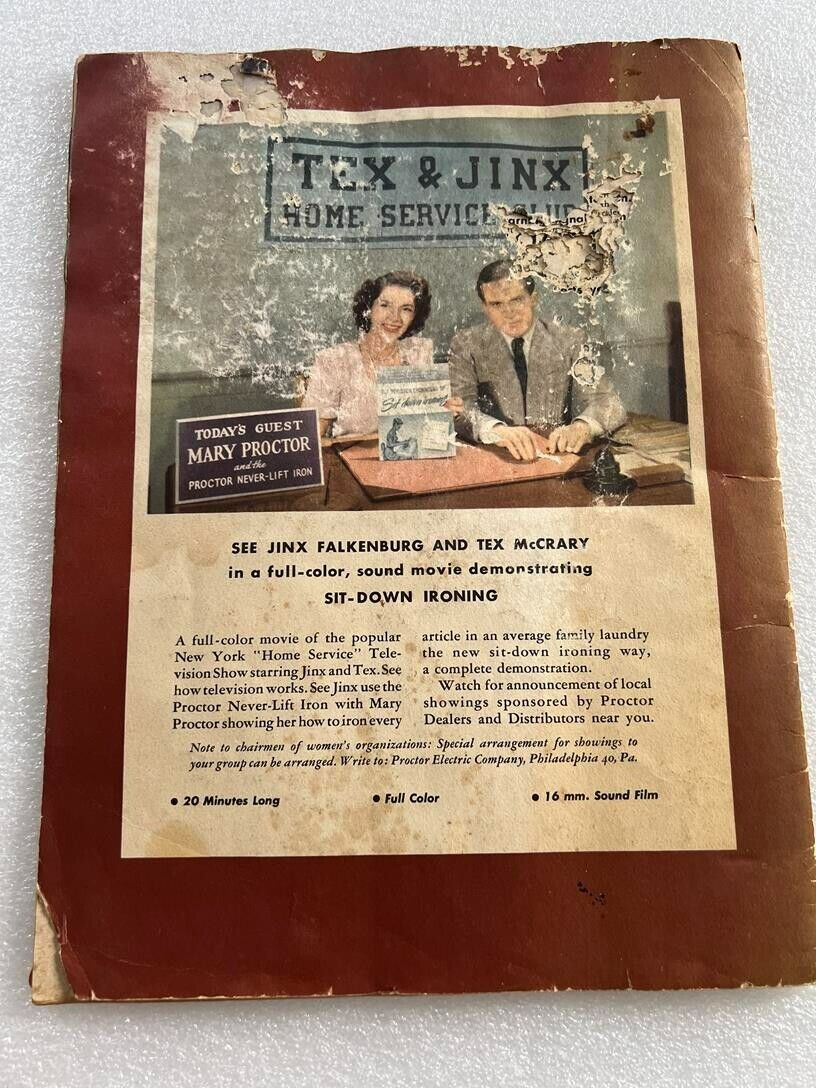 TEX & JINX
HOME SERVICE CLUB
Sit-down ironing
TODAY'S GUEST
MARY PROCTOR
and the
PROCTOR NEVER-LIFT IRON
SEE JINX FALKENBURG AND TEX McCRARY
in a full-color, sound movie demonstrating
SIT-DOWN IRONING
A full-color movie of the popular
New York "Home Service" Tele-
vision Show starring Jinx and Tex. See
how television works. See Jinx use the
Proctor Never-Lift Iron with Mary
Proctor showing her how to iron every
article in an average family laundry
the new sit-down ironing way,
a complete demonstration.
Watch for announcement of local
showings sponsored by Proctor
Dealers and Distributors near you.
Note to chairmen of women's organizations: Special arrangement for showings to
your group can be arranged. Write to: Proctor Electric Company, Philadelphia 40, Pa.
• 20 Minutes Long
• Full Color
• 16 mm. Sound Film